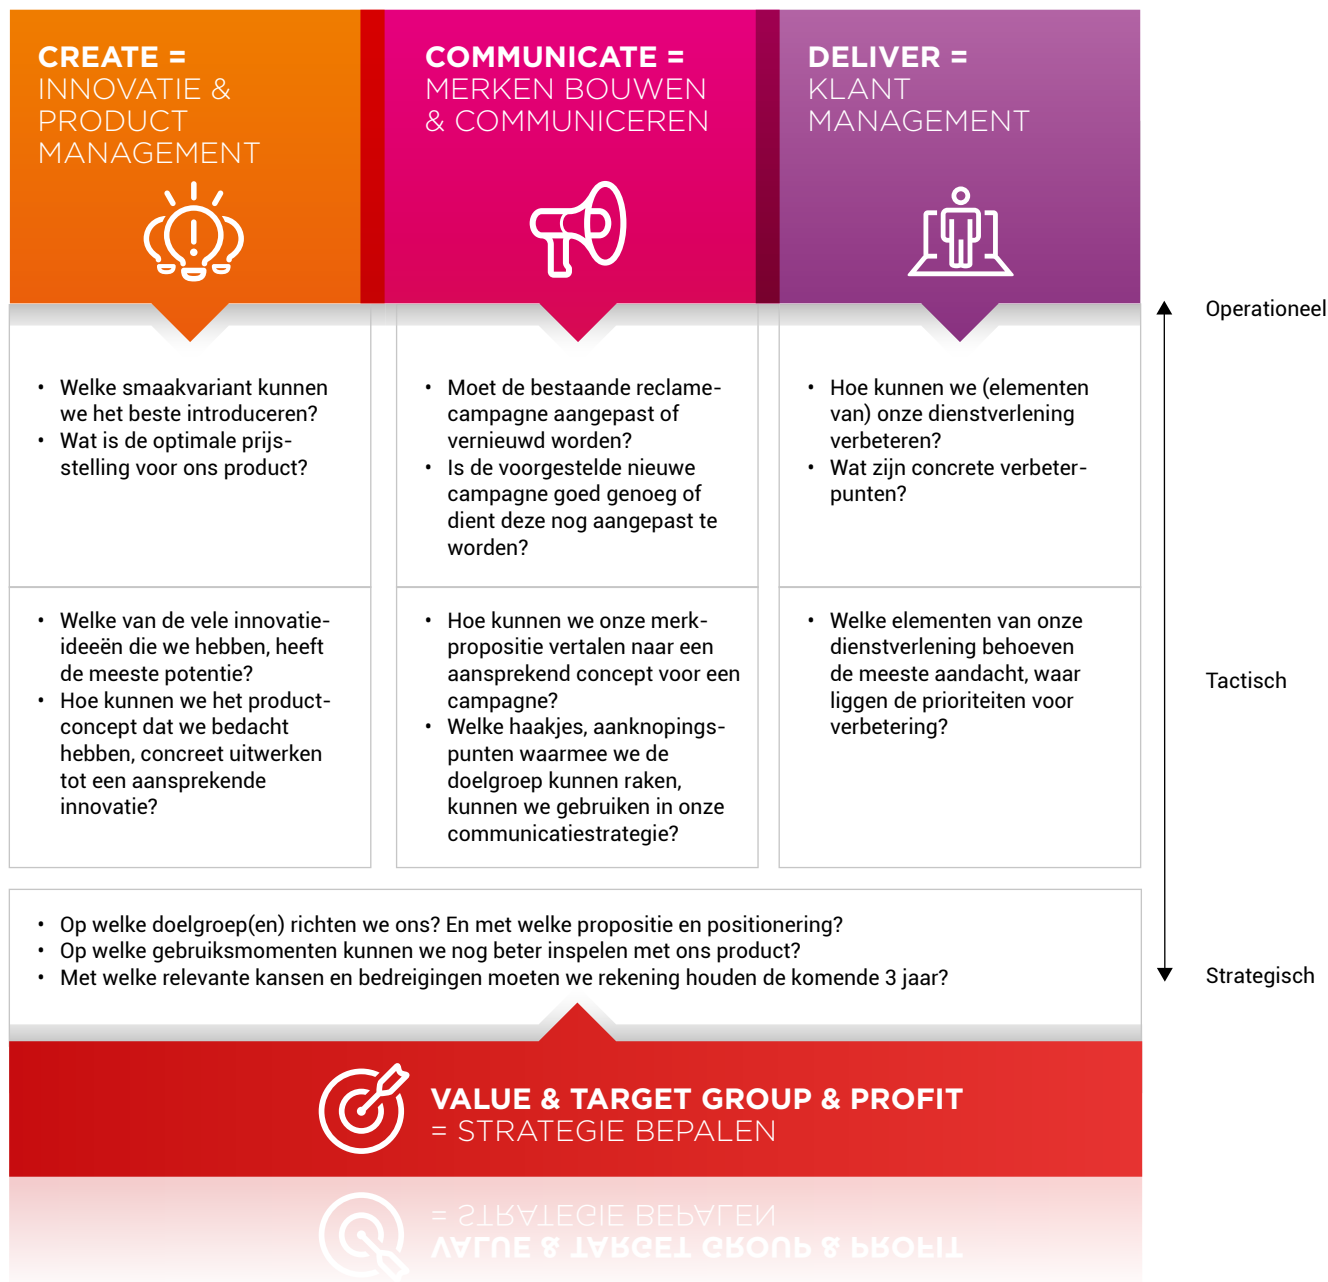 CREATE =
INNOVATIE &
PRODUCT
MANAGEMENT
COMMUNICATE =
MERKEN BOUWEN
& COMMUNICEREN
DELIVER =
KLANT
MANAGEMENT
Operationeel
• Welke smaakvariant kunnen
we het beste introduceren?
• Wat is de optimale prijs-
stelling voor ons product?
• Moet de bestaande reclame-
campagne aangepast of
vernieuwd worden?
• Is de voorgestelde nieuwe
campagne goed genoeg of
dient deze nog aangepast te
worden?
• Hoe kunnen we (elementen
van) onze dienstverlening
verbeteren?
• Wat zijn concrete verbeter-
punten?
• Welke van de vele innovatie-
ideeën die we hebben, heeft
de meeste potentie?
• Hoe kunnen we het product-
concept dat we bedacht
hebben, concreet uitwerken
tot een aansprekende
innovatie?
• Hoe kunnen we onze merk-
propositie vertalen naar een
aansprekend concept voor een
campagne?
• Welke haakjes, aanknopings-
punten waarmee we de
doelgroep kunnen raken,
kunnen we gebruiken in onze
communicatiestrategie?
• Welke elementen van onze
dienstverlening behoeven
de meeste aandacht, waar
liggen de prioriteiten voor
verbetering?
Tactisch
• Op welke doelgroep(en) richten we ons? En met welke propositie en positionering?
• Op welke gebruiksmomenten kunnen we nog beter inspelen met ons product?
• Met welke relevante kansen en bedreigingen moeten we rekening houden de komende 3 jaar?
Strategisch
VALUE & TARGET GROUP & PROFIT
= STRATEGIE BEPALEN
= STRATEGIE BEPALEN
VALUE & TARGET GROUP & PROFIT